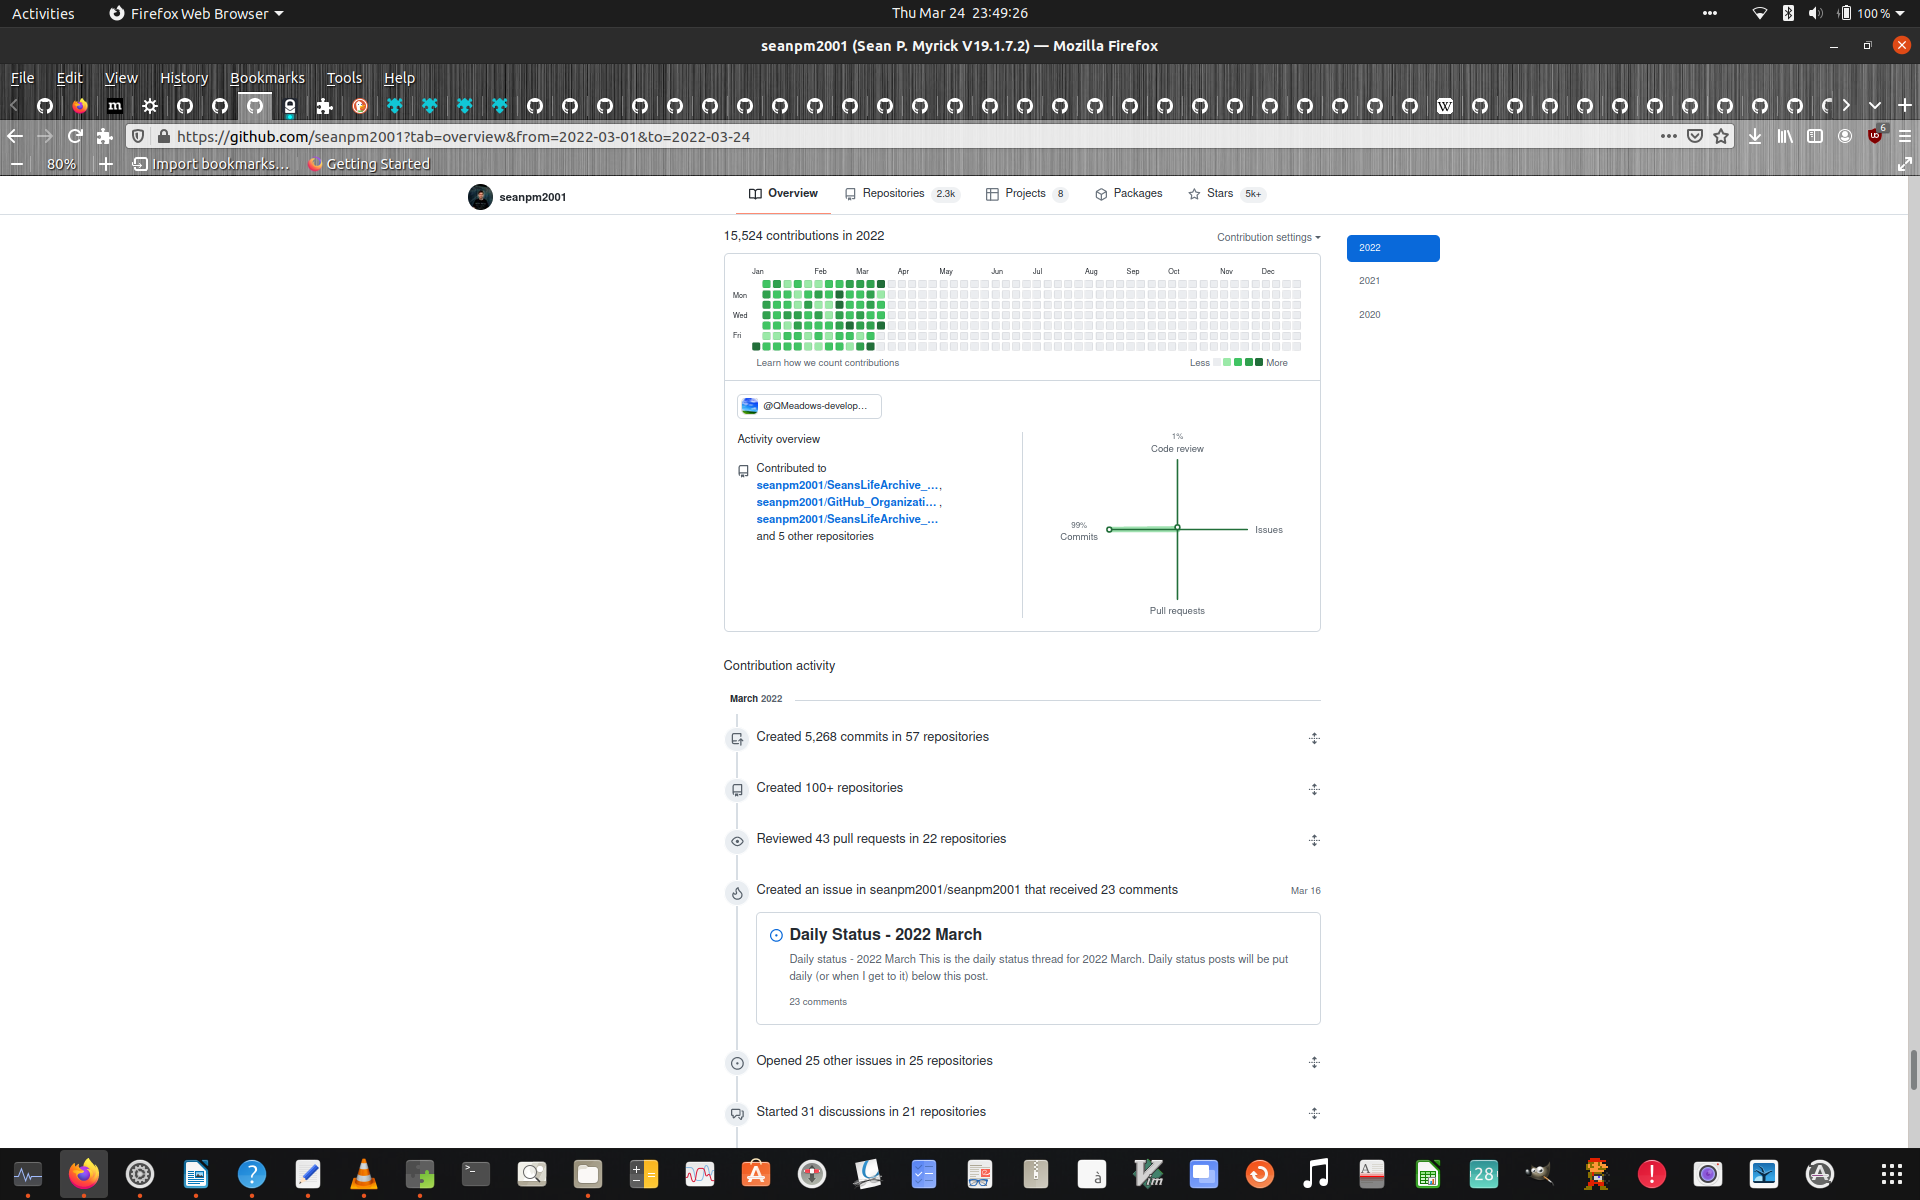 Activities
Firefox Web Browser
Thu Mar 24 23:49:26
100 %
seanpm2001 (Sean P. Myrick V19.1.7.2) — Mozilla Firefox
File Edit View History Bookmarks Tools Help
https://github.com/seanpm2001?tab=overview&from=2022-03-01&to=2022-03-24
6
80%
Import bookmarks…
Getting Started
seanpm2001
Overview
Repositories 2.3k
Projects 8
Packages
Stars 5k+
15,524 contributions in 2022
Contribution settings
2022
2021
2020
Jan Feb Mar Apr May Jun Jul Aug Sep Oct Nov Dec
Mon
Wed
Fri
Learn how we count contributions
Less More
@QMeadows-develop…
Activity overview
Contributed to
seanpm2001/SeansLifeArchive_…,
seanpm2001/GitHub_Organizati… ,
seanpm2001/SeansLifeArchive_…
and 5 other repositories
1%
Code review
99%
Commits
Issues
Pull requests
Contribution activity
March 2022
Created 5,268 commits in 57 repositories
Created 100+ repositories
Reviewed 43 pull requests in 22 repositories
Created an issue in seanpm2001/seanpm2001 that received 23 comments
Mar 16
Daily Status - 2022 March
Daily status - 2022 March This is the daily status thread for 2022 March. Daily status posts will be put
daily (or when I get to it) below this post.
23 comments
Opened 25 other issues in 25 repositories
Started 31 discussions in 21 repositories
28